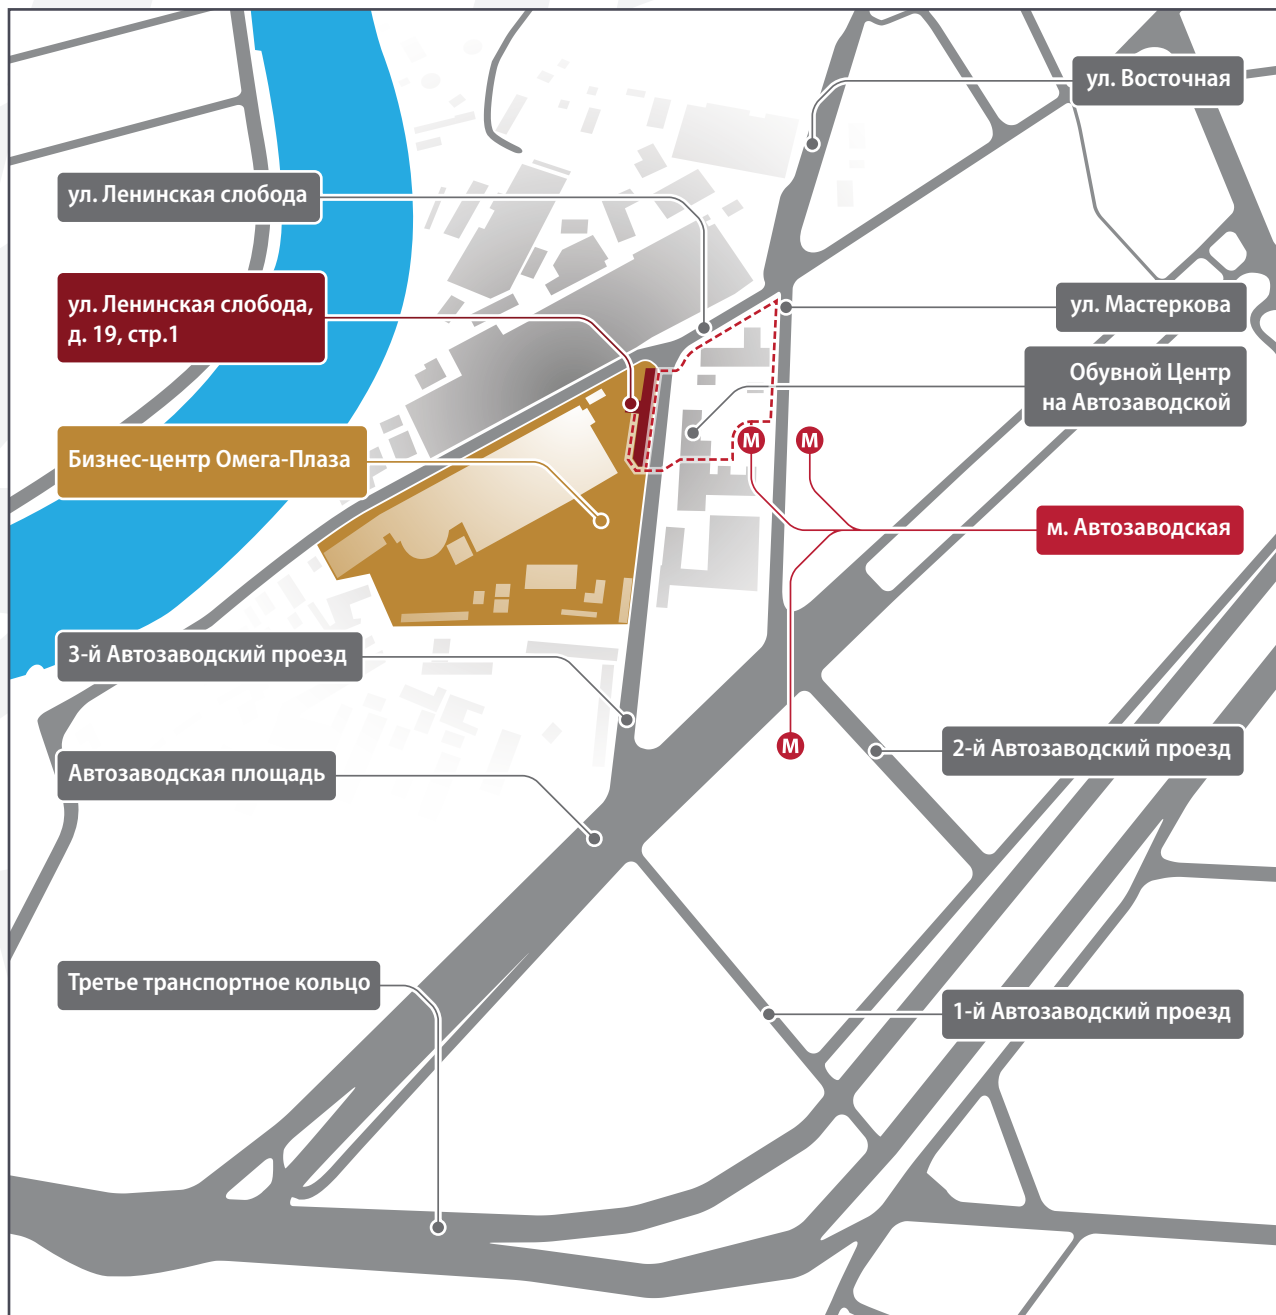 ул. Восточная
ул. Ленинская слобода
ул. Ленинская слобода,
д. 19, стр.1
ул. Мастеркова
Обувной Центр
на Автозаводской
Бизнес-центр Омега-Плаза
М
М
м. Автозаводская
3-й Автозаводский проезд
М
2-й Автозаводский проезд
Автозаводская площадь
Третье транспортное кольцо
1-й Автозаводский проезд